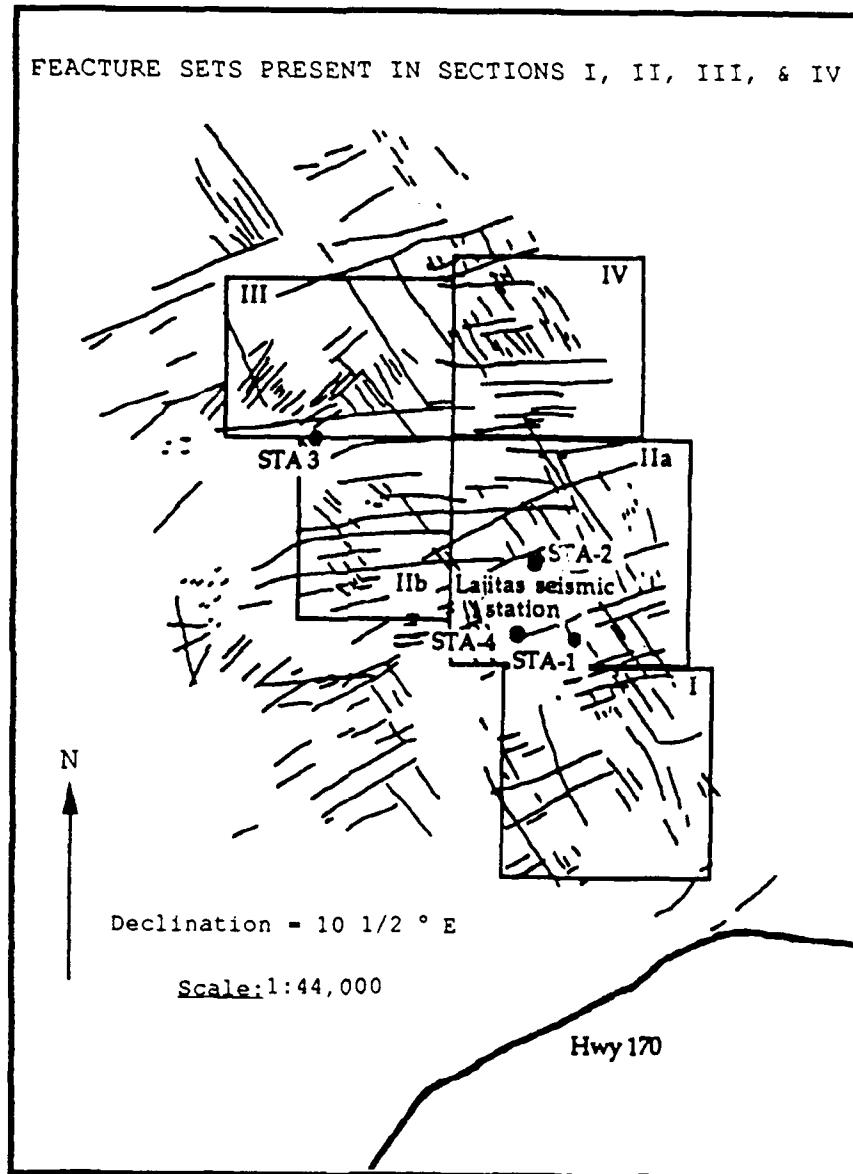 FEACTURE SETS PRESENT IN SECTIONS I, II, III, & IV
IV
III
IIa
STA 3
STA-2
IIb
Lajitas seismic
station
STA-4
STA-1
I
N
Declination = 10 1/2 ° E
Scale:1:44,000
Hwy 170